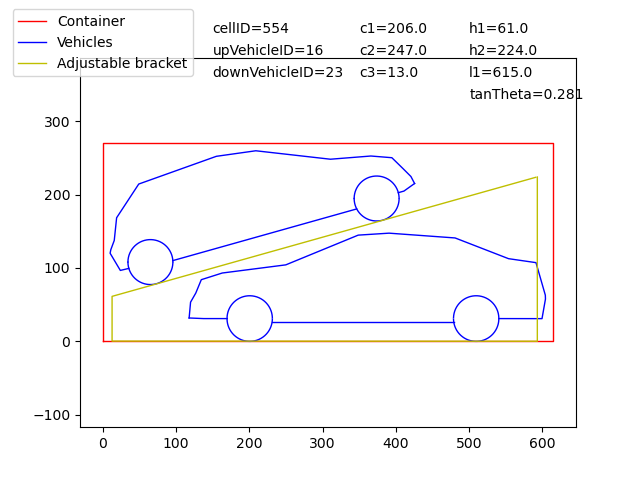 Container
Vehicles
Adjustable bracket
cellID=554 c1=206.0 h1=61.0
upVehicleID=16 c2=247.0 h2=224.0
downVehicleID=23 c3=13.0 l1=615.0
tanTheta=0.281
300
200
100
0
−100
0 100 200 300 400 500 600